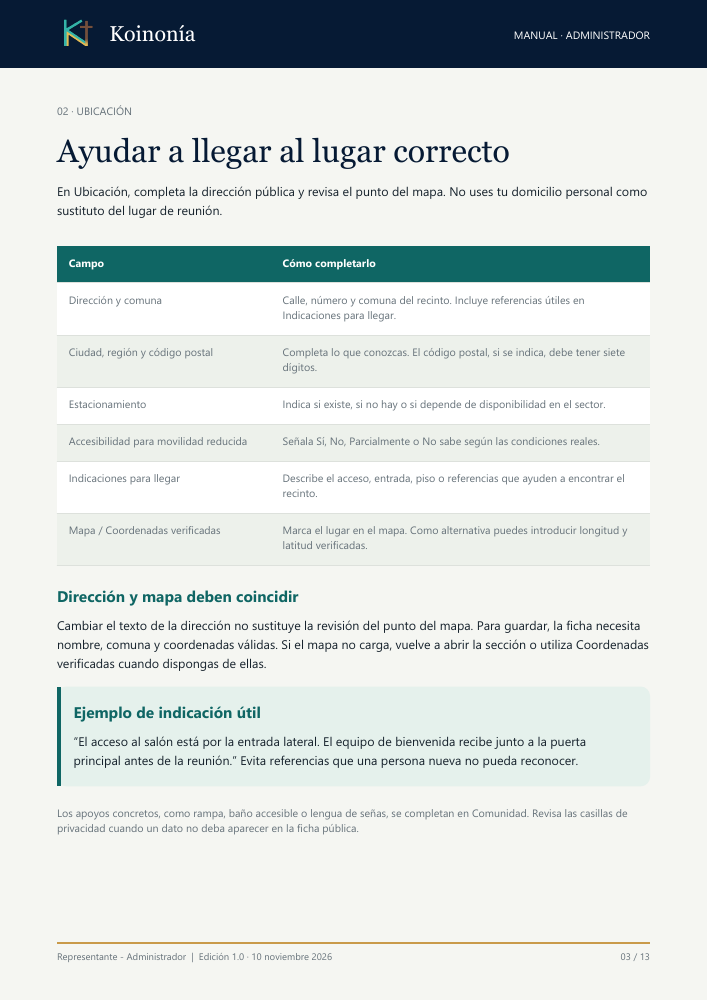 Koinonía
MANUAL · ADMINISTRADOR
02 · UBICACIÓN
Ayudar a llegar al lugar correcto
En Ubicación, completa la dirección pública y revisa el punto del mapa. No uses tu domicilio personal como
sustituto del lugar de reunión.
Campo
Cómo completarlo
Dirección y comuna
Calle, número y comuna del recinto. Incluye referencias útiles en
Indicaciones para llegar.
Ciudad, región y código postal
Completa lo que conozcas. El código postal, si se indica, debe tener siete
dígitos.
Estacionamiento
Indica si existe, si no hay o si depende de disponibilidad en el sector.
Accesibilidad para movilidad reducida
Señala Sí, No, Parcialmente o No sabe según las condiciones reales.
Indicaciones para llegar
Describe el acceso, entrada, piso o referencias que ayuden a encontrar el
recinto.
Mapa / Coordenadas verificadas
Marca el lugar en el mapa. Como alternativa puedes introducir longitud y
latitud verificadas.
Dirección y mapa deben coincidir
Cambiar el texto de la dirección no sustituye la revisión del punto del mapa. Para guardar, la ficha necesita
nombre, comuna y coordenadas válidas. Si el mapa no carga, vuelve a abrir la sección o utiliza Coordenadas
verificadas cuando dispongas de ellas.
Ejemplo de indicación útil
“El acceso al salón está por la entrada lateral. El equipo de bienvenida recibe junto a la puerta
principal antes de la reunión.” Evita referencias que una persona nueva no pueda reconocer.
Los apoyos concretos, como rampa, baño accesible o lengua de señas, se completan en Comunidad. Revisa las casillas de
privacidad cuando un dato no deba aparecer en la ficha pública.
Representante - Administrador | Edición 1.0 · 10 noviembre 2026
03 / 13